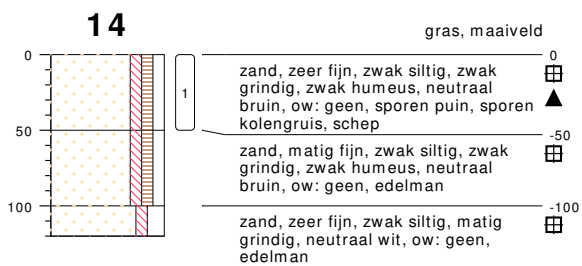 14
gras, maaiveld
0
0
zand, zeer fijn, zwak siltig, zwak
grindig, zwak humeus, neutraal
bruin, ow: geen, sporen puin, sporen
kolengruis, schep
1
50
-50
zand, matig fijn, zwak siltig, zwak
grindig, zwak humeus, neutraal
bruin, ow: geen, edelman
100
-100
zand, zeer fijn, zwak siltig, matig
grindig, neutraal wit, ow: geen,
edelman